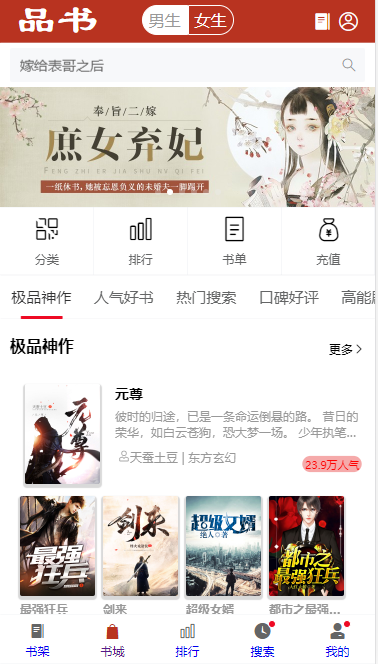 品书
男生 女生
嫁给表哥之后
奉旨二嫁
庶女弃妃
FENG ZHI ER JIA SHU NV QI FEI
一纸休书，她被忘恩负义的未婚夫一脚踢开
分类 排行 书单 充值
极品神作 人气好书 热门搜索 口碑好评 高能
极品神作 更多
元尊
元尊
彼时的归途，已是一条命运倒悬的路。 昔日的
荣华，如白云苍狗，恐大梦一场。 少年执笔...
天蚕土豆 | 东方玄幻
23.9万人气
最强狂兵 剑来 超级女婿 绝人◎著 都市之最强狂兵
最强狂兵 剑来 超级女婿 都市之最强...
书架 书城 排行 搜索 我的